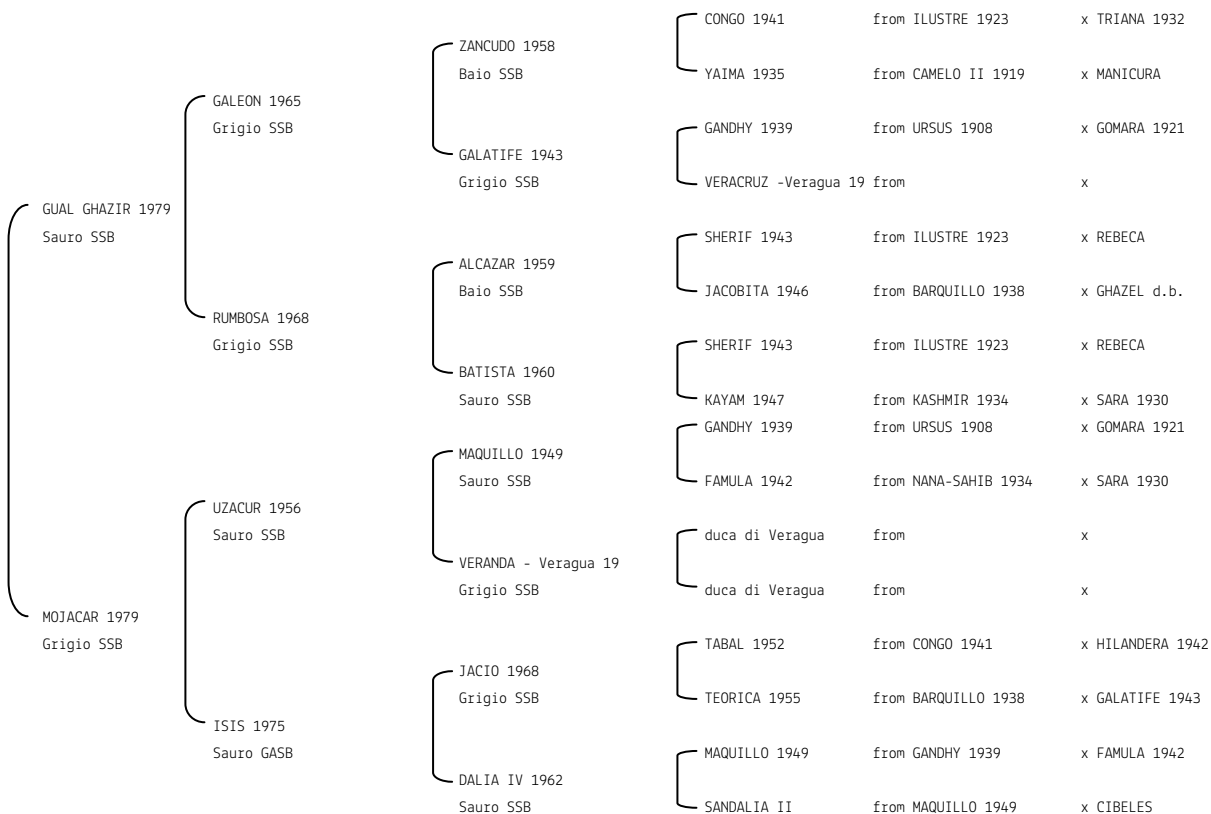 CONGO 1941 from ILUSTRE 1923 x TRIANA 1932
ZANCUDO 1958
Baio SSB YAIMA 1935 from CAMELO II 1919 x MANICURA
GALEON 1965
Grigio SSB GANDHY 1939 from URSUS 1908 x GOMARA 1921
GALATIFE 1943
Grigio SSB VERACRUZ -Veragua 19 from x
GUAL GHAZIR 1979
Sauro SSB SHERIF 1943 from ILUSTRE 1923 x REBECA
ALCAZAR 1959
Baio SSB JACOBITA 1946 from BARQUILLO 1938 x GHAZEL d.b.
RUMBOSA 1968
Grigio SSB SHERIF 1943 from ILUSTRE 1923 x REBECA
BATISTA 1960
Sauro SSB KAYAM 1947 from KASHMIR 1934 x SARA 1930
GANDHY 1939 from URSUS 1908 x GOMARA 1921
MAQUILLO 1949
Sauro SSB FAMULA 1942 from NANA-SAHIB 1934 x SARA 1930
UZACUR 1956
Sauro SSB duca di Veragua from x
VERANDA - Veragua 19
Grigio SSB duca di Veragua from x
MOJACAR 1979
Grigio SSB TABAL 1952 from CONGO 1941 x HILANDERA 1942
JACIO 1968
Grigio SSB TEORICA 1955 from BARQUILLO 1938 x GALATIFE 1943
ISIS 1975
Sauro GASB MAQUILLO 1949 from GANDHY 1939 x FAMULA 1942
DALIA IV 1962
Sauro SSB SANDALIA II from MAQUILLO 1949 x CIBELES